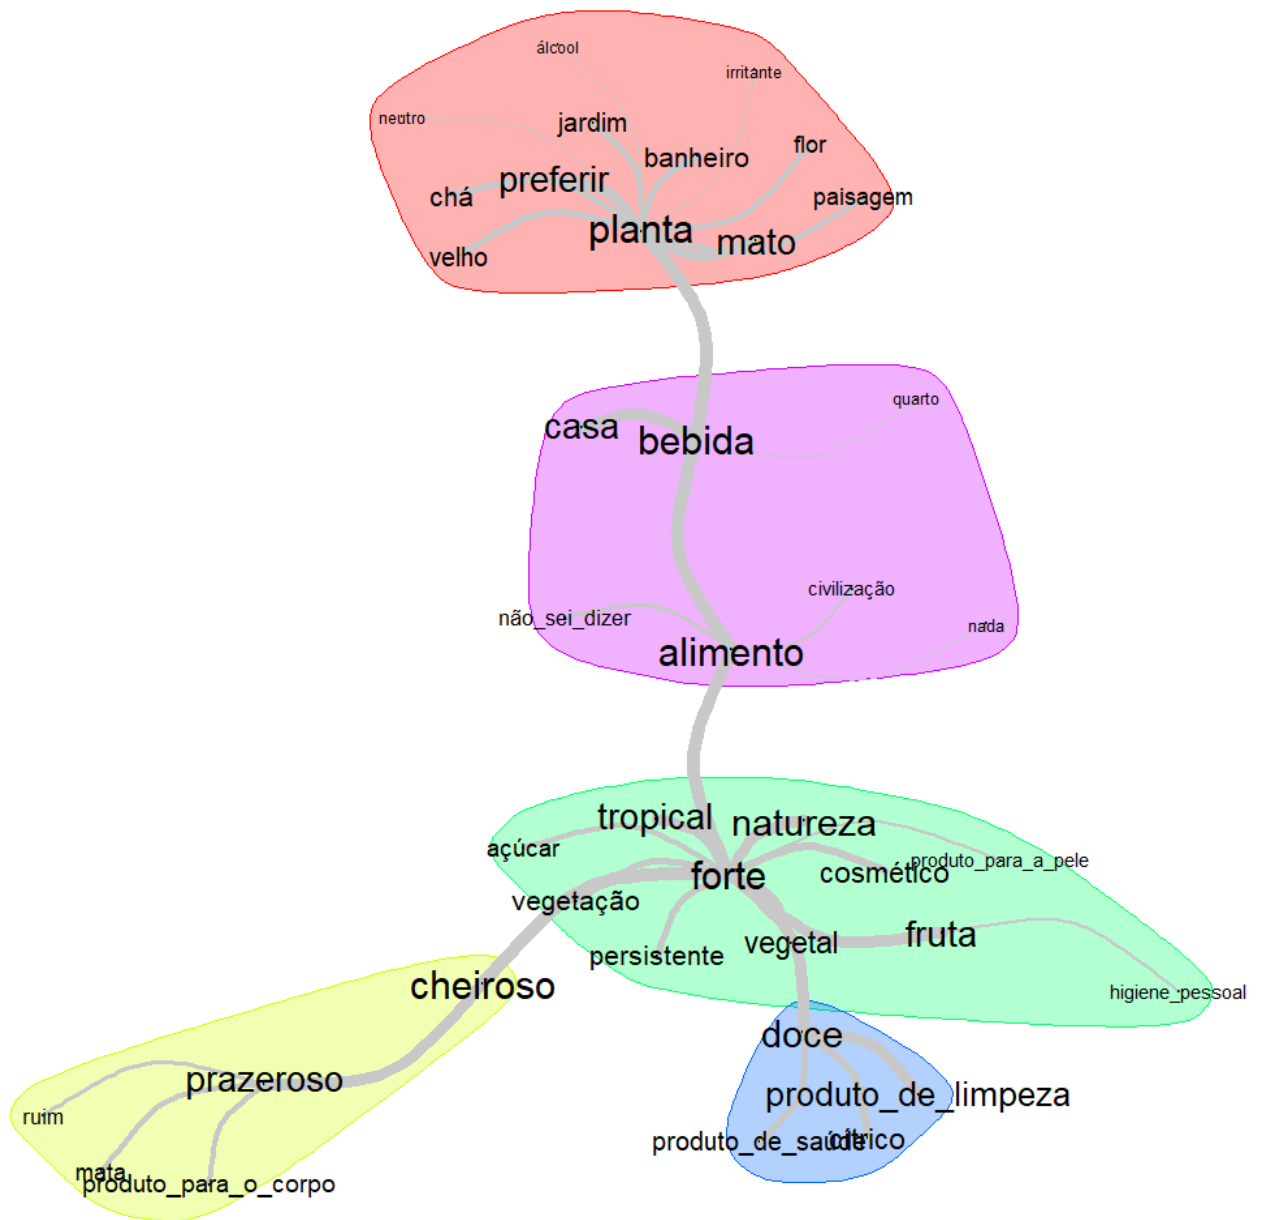 álcool
irritante
neutro
jardim
banheiro
flor
preferir
chá
paisagem
planta
mato
velho
quarto
casa
bebida
civilização
não_sei_dizer
nada
alimento
tropical
natureza
açúcar
produto_para_a_pele
forte
cosmético
vegetação
fruta
vegetal
persistente
cheiroso
higiene_pessoal
doce
prazeroso
produto_de_limpeza
ruim
produto_de_saúde
cítrico
mata
produto_para_o_corpo